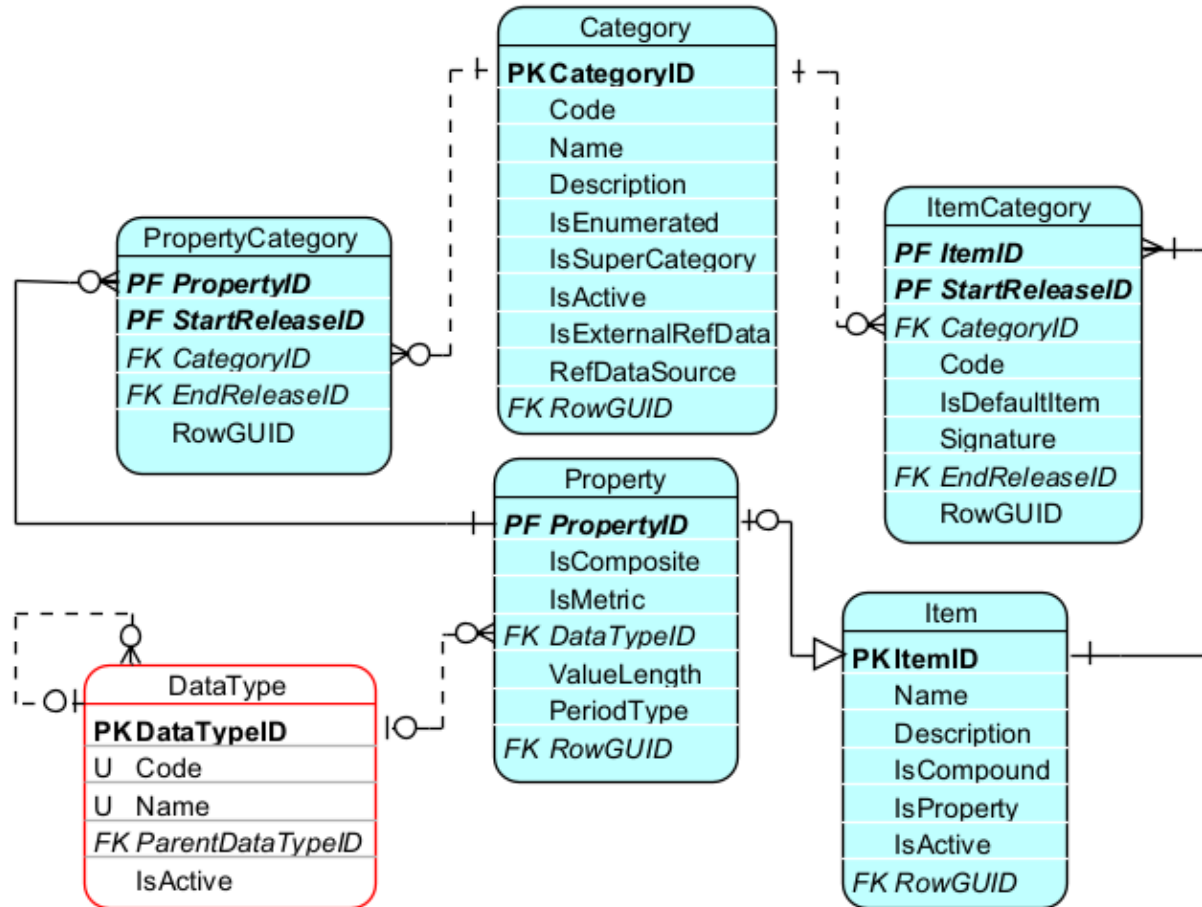 Category
PK CategoryID
Code
Name
Description
IsEnumerated
IsSuperCategory
IsActive
IsExternalRefData
RefDataSource
FK RowGUID
PropertyCategory
PF PropertyID
PF StartReleaseID
FK CategoryID
FK EndReleaseID
RowGUID
ItemCategory
PF ItemID
PF StartReleaseID
FK CategoryID
Code
IsDefaultItem
Signature
FK EndReleaseID
RowGUID
Property
PF PropertyID
IsComposite
IsMetric
FK DataTypeID
ValueLength
PeriodType
FK RowGUID
DataType
PK DataTypeID
U Code
U Name
FK ParentDataTypeID
IsActive
Item
PK ItemID
Name
Description
IsCompound
IsProperty
IsActive
FK RowGUID